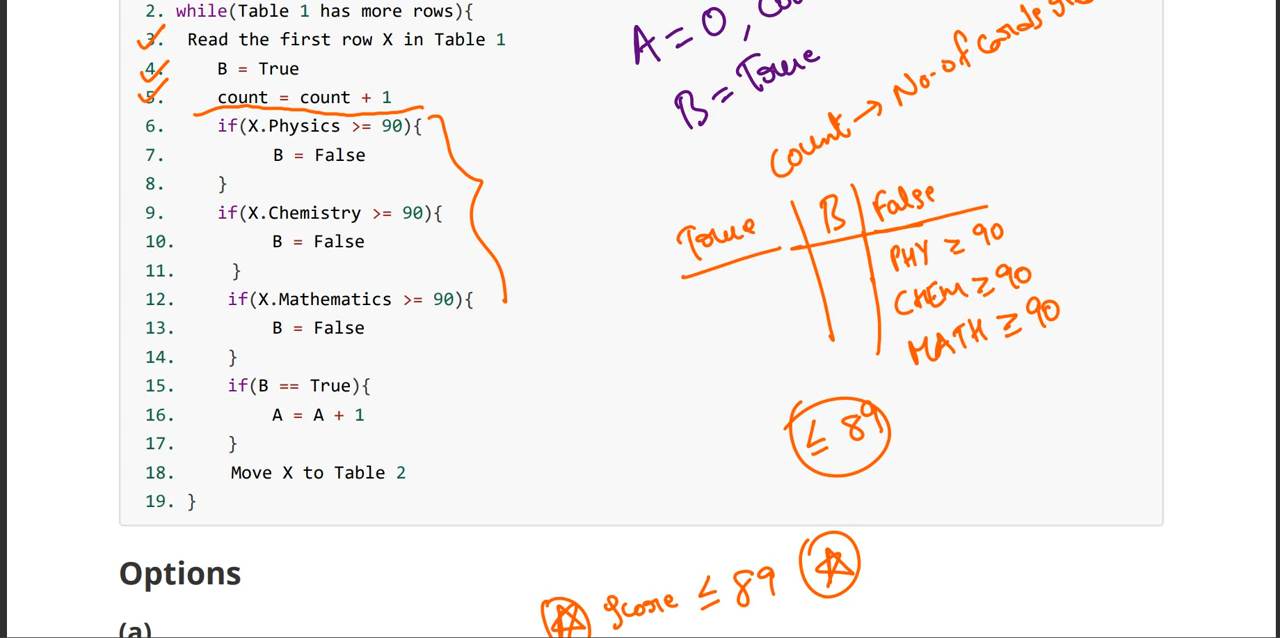 2. while(Table 1 has more rows){
3. Read the first row X in Table 1
4. B = True
5. count = count + 1
6. if(X.Physics >= 90){
7. B = False
8. }
9. if(X.Chemistry >= 90){
10. B = False
11. }
12. if(X.Mathematics >= 90){
13. B = False
14. }
15. if(B == True){
16. A = A + 1
17. }
18. Move X to Table 2
19. }
A = 0,
B = True
Count → No. of cards
True B False
PHY ≥ 90
CHEM ≥ 90
MATH ≥ 90
≤ 89
Options
Score ≤ 89
(a)